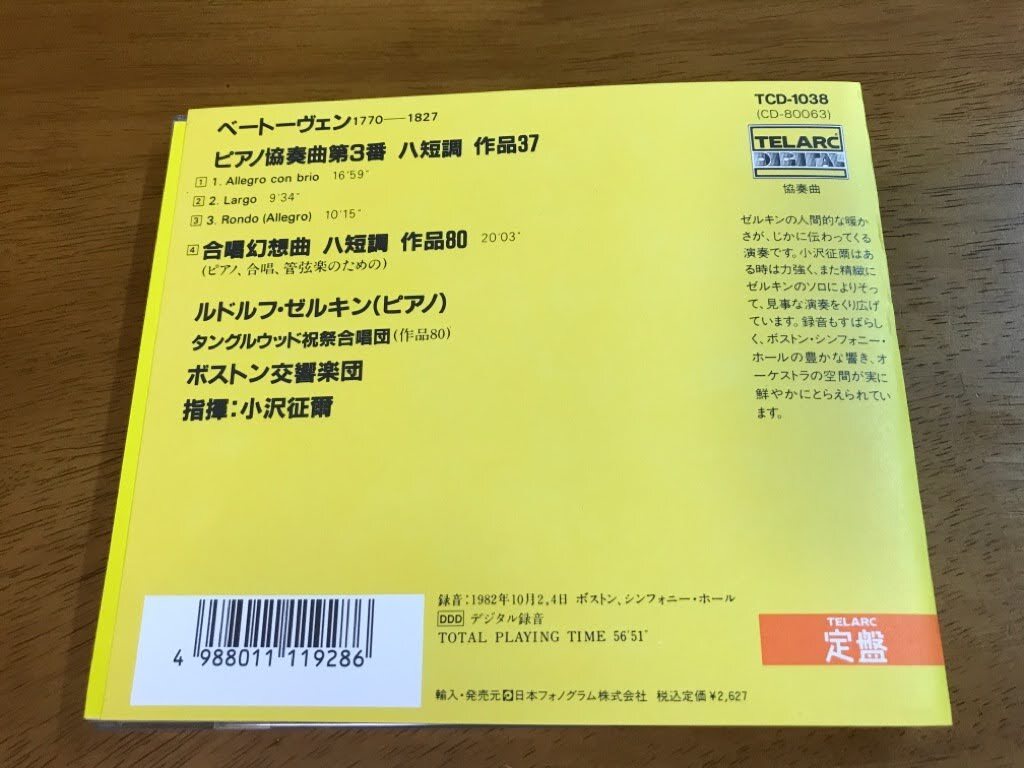 ベートーヴェン1770——1827
ピアノ協奏曲第3番 ハ短調 作品37
1 1. Allegro con brio 16'59"
2 2. Largo 9'34"
3 3. Rondo (Allegro) 10'15"
4 合唱幻想曲 ハ短調 作品80 20'03"
(ピアノ、合唱、管弦楽のための)
ルドルフ・ゼルキン(ピアノ)
タングルウッド祝祭合唱団(作品80)
ボストン交響楽団
指揮:小沢征爾
TCD-1038
(CD-80063)
TELARC
DIGITAL
協奏曲
ゼルキンの人間的な暖か
さが、じかに伝わってくる
演奏です。小沢征爾はあ
る時は力強く、また精緻に
ゼルキンのソロによりそっ
て、見事な演奏をくり広げ
ています。録音もすばらし
く、ボストン・シンフォニー・
ホールの豊かな響き、オ
ーケストラの空間が実に
鮮やかにとらえられてい
ます。
4 988011 119286
録音:1982年10月2,4日 ボストン、シンフォニー・ホール
DDD デジタル録音
TOTAL PLAYING TIME 56'51"
輸入・発売元 日本フォノグラム株式会社 税込定価¥2,627
TELARC
定盤